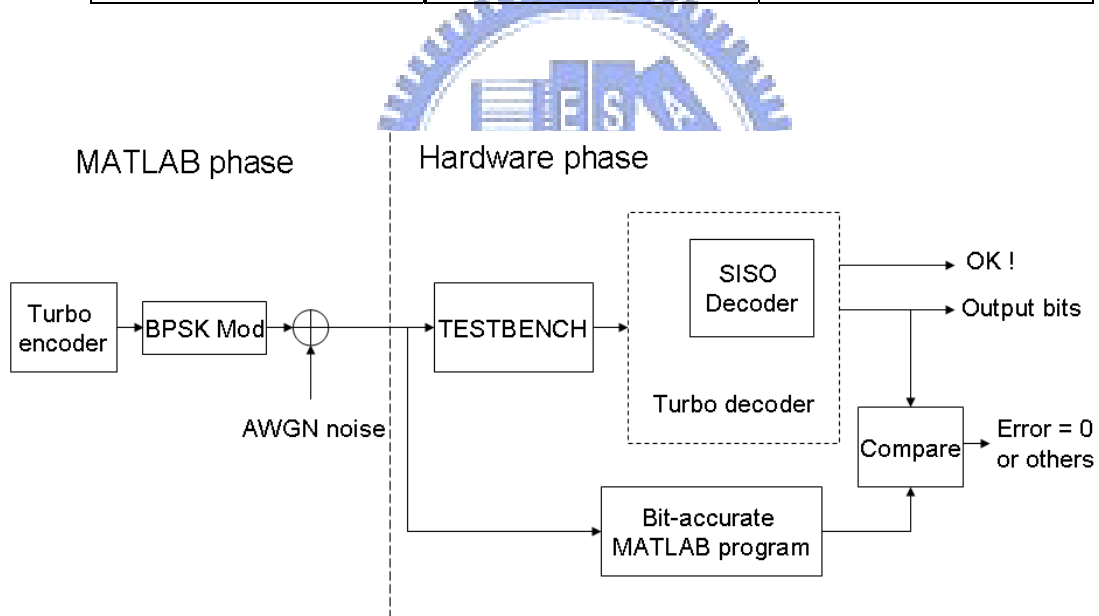 ESA
MATLAB phase
Hardware phase
Turbo
encoder
BPSK Mod
AWGN noise
TESTBENCH
SISO
Decoder
Turbo decoder
OK !
Output bits
Compare
Error = 0
or others
Bit-accurate
MATLAB program